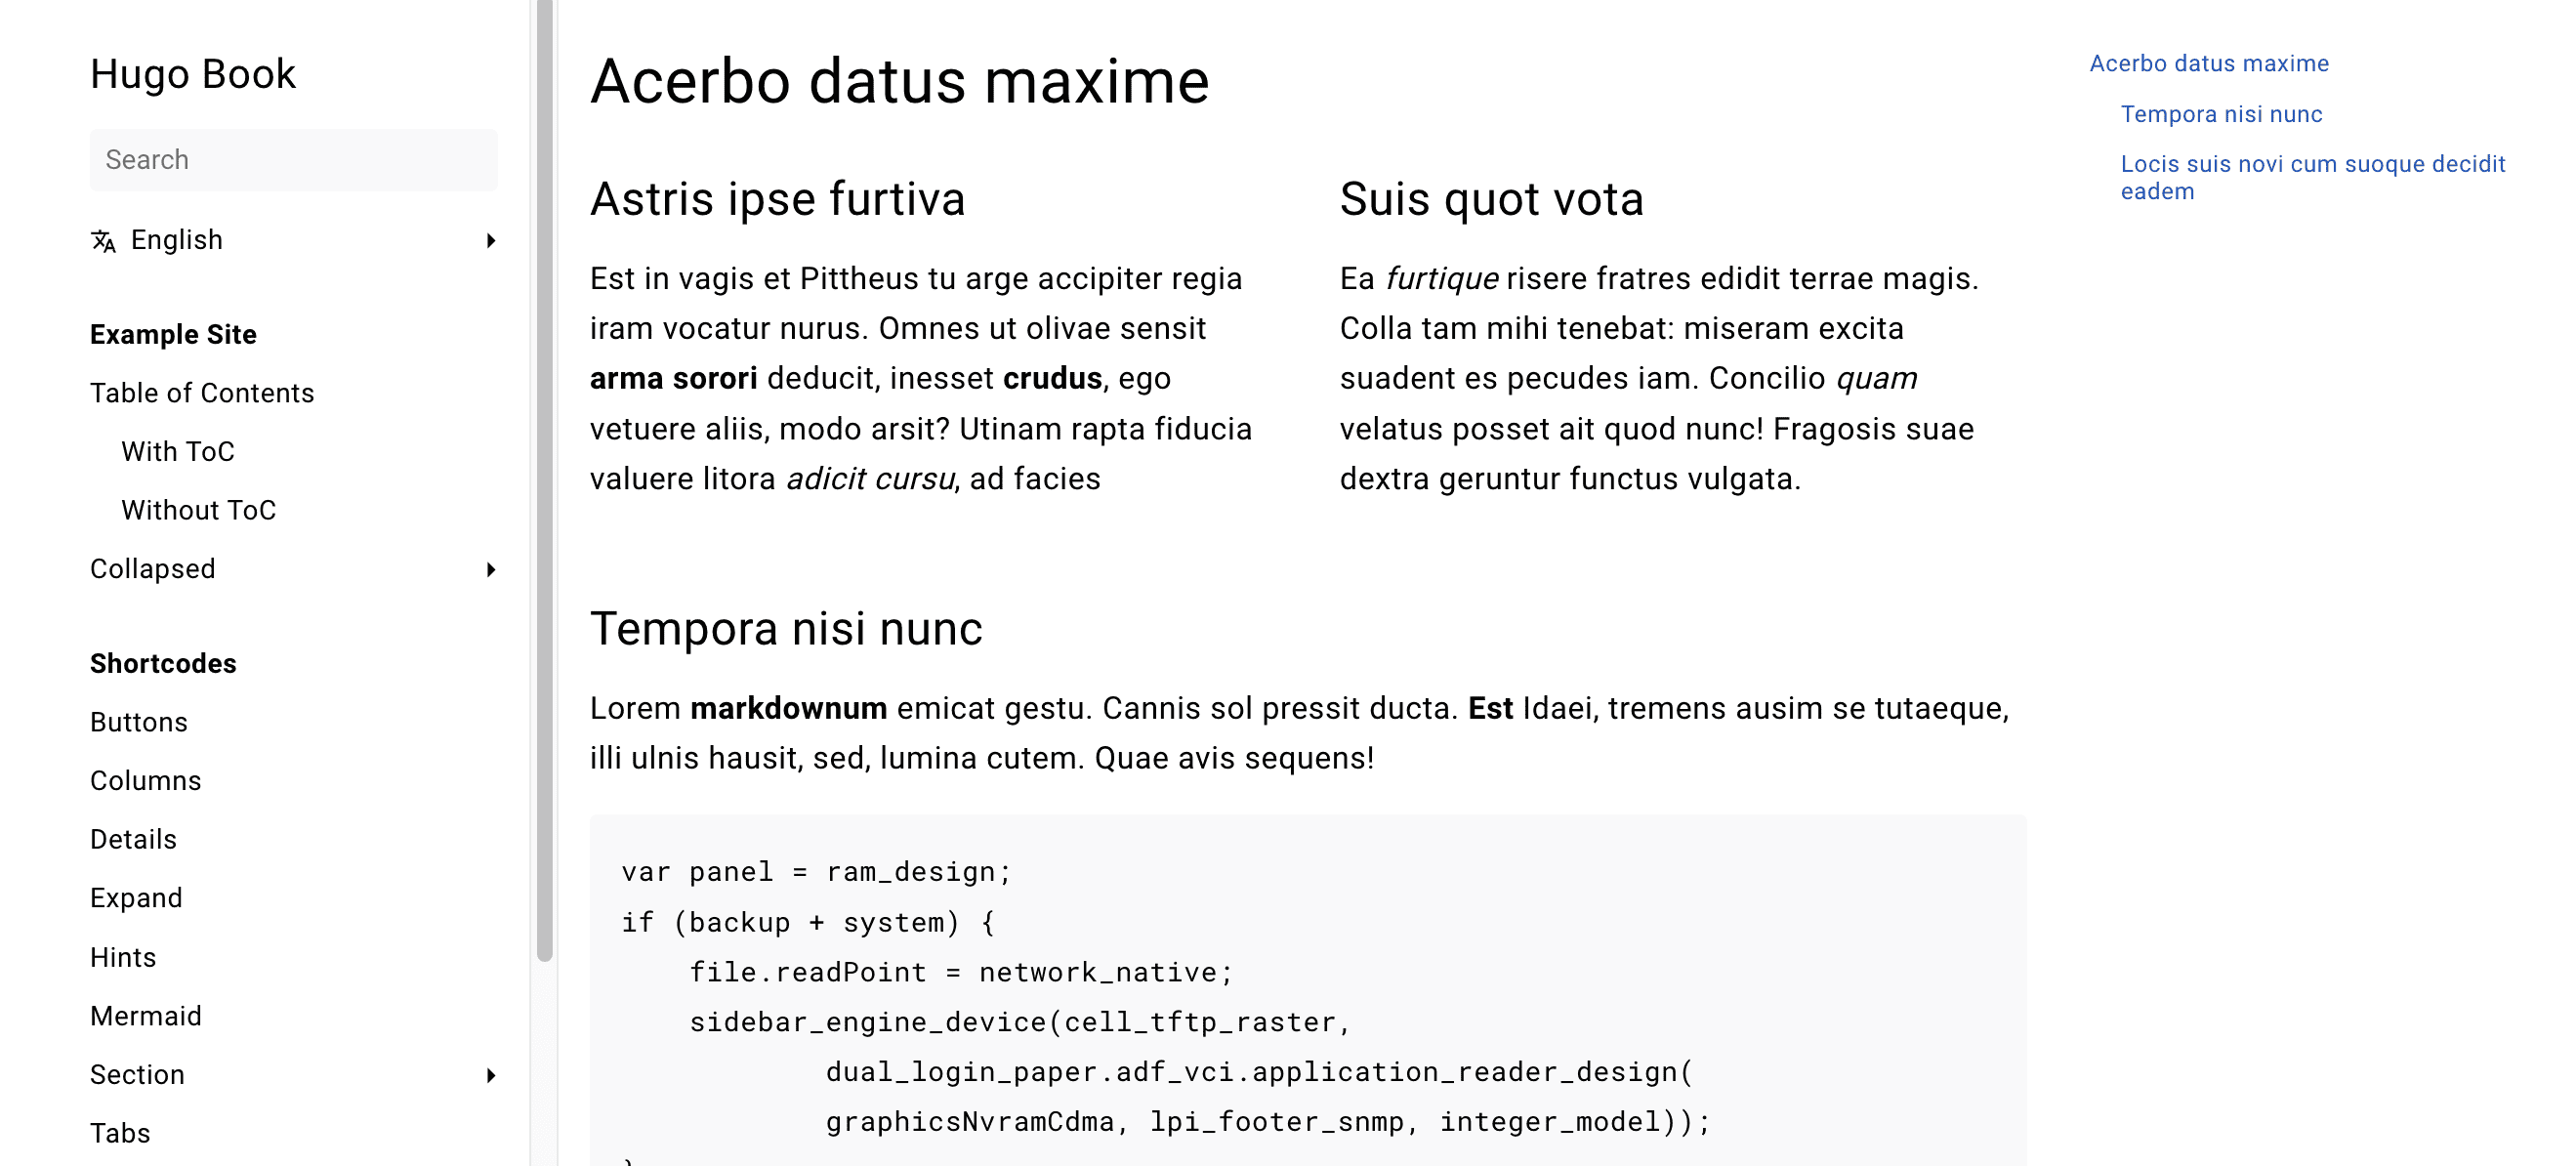 Hugo Book
Search
English
Example Site
Table of Contents
With ToC
Without ToC
Collapsed
Shortcodes
Buttons
Columns
Details
Expand
Hints
Mermaid
Section
Tabs
Acerbo datus maxime
Astris ipse furtiva
Est in vagis et Pittheus tu arge accipiter regia
iram vocatur nurus. Omnes ut olivae sensit
arma sorori deducit, inesset crudus, ego
vetuere aliis, modo arsit? Utinam rapta fiducia
valuere litora adicit cursu, ad facies
Suis quot vota
Ea furtique risere fratres edidit terrae magis.
Colla tam mihi tenebat: miseram excita
suadent es pecudes iam. Concilio quam
velatus posset ait quod nunc! Fragosis suae
dextra geruntur functus vulgata.
Tempora nisi nunc
Lorem markdownum emicat gestu. Cannis sol pressit ducta. Est Idaei, tremens ausim se tutaeque,
illi ulnis hausit, sed, lumina cutem. Quae avis sequens!
var panel = ram_design;
if (backup + system) {
    file.readPoint = network_native;
    sidebar_engine_device(cell_tftp_raster,
            dual_login_paper.adf_vci.application_reader_design(
            graphicsNvramCdma, lpi_footer_snmp, integer_model));
}
Acerbo datus maxime
Tempora nisi nunc
Locis suis novi cum suoque decidit
eadem